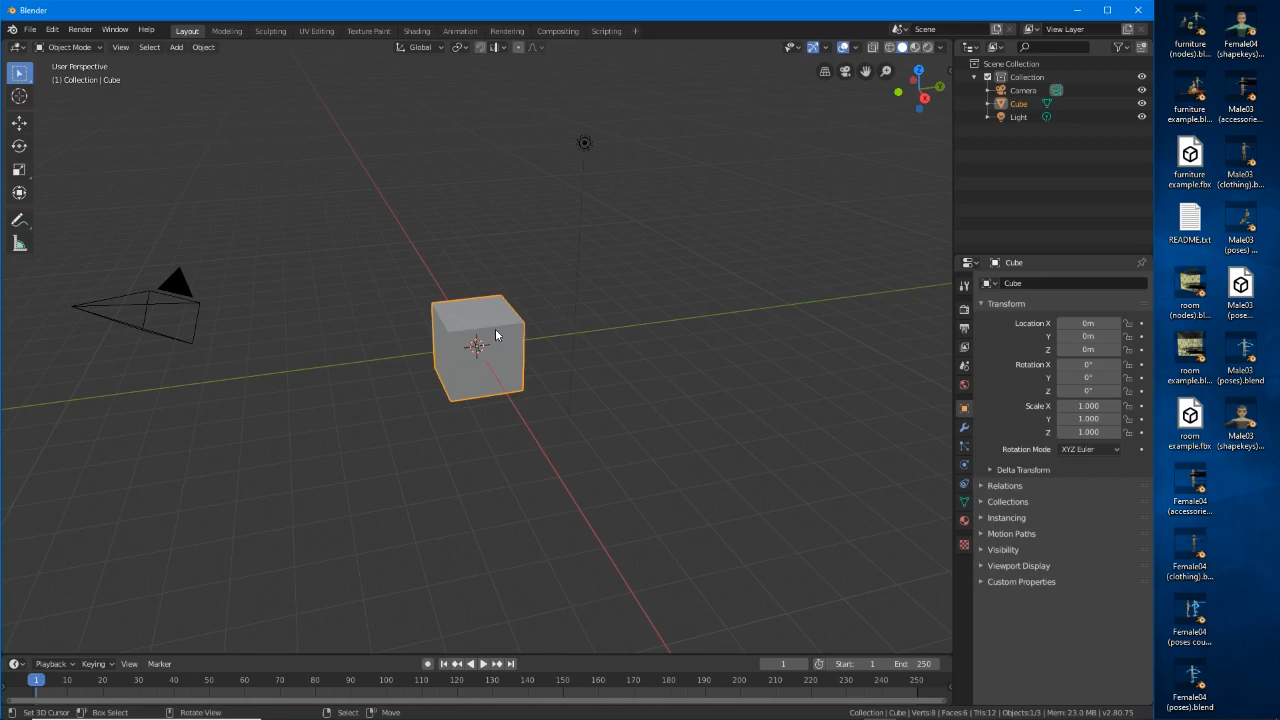 Blender
File Edit Render Window Help Layout Modeling Sculpting UV Editing Texture Paint Shading Animation Rendering Compositing Scripting + Scene View Layer
Object Mode View Select Add Object Global
User Perspective
(1) Collection | Cube
Z
Y
X
Scene Collection
Collection
Camera
Cube
Light
Cube
Cube
Transform
Location X 0m
Y 0m
Z 0m
Rotation X 0°
Y 0°
Z 0°
Scale X 1.000
Y 1.000
Z 1.000
Rotation Mode XYZ Euler
Delta Transform
Relations
Collections
Instancing
Motion Paths
Visibility
Viewport Display
Custom Properties
Playback Keying View Marker 1 Start: 1 End: 250
1 10 20 30 40 50 60 70 80 90 100 110 120 130 140 150 160 170 180 190 200 210 220 230 240 250
Set 3D Cursor Box Select Rotate View Select Move Collection | Cube | Verts:8 | Faces:6 | Tris:12 | Objects:1/3 | Mem: 23.0 MB | v2.80.75
furniture
(nodes).bl...
furniture
example.bl...
furniture
example.fbx
README.txt
room
(nodes).bl...
room
example.bl...
room
example.fbx
Female04
(accessorie...
Female04
(clothing).b...
Female04
(poses cou...
Female04
(poses).blend
Female04
(shapekeys)
Male03
(accessorie...
Male03
(clothing).b...
Male03
(poses) ...
Male03
(pose...
Male03
(poses).blend
Male03
(shapekeys)